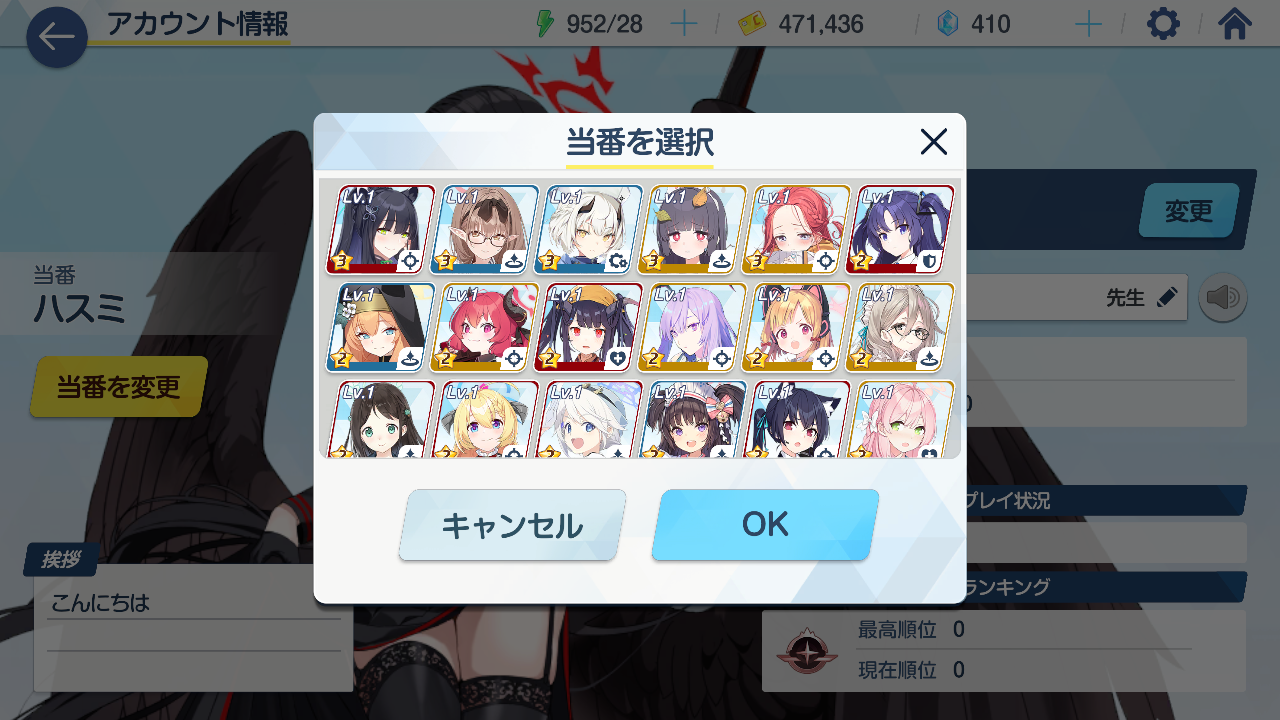 アカウント情報
952/28
471,436
410
当番を選択
Lv.1 Lv.1 Lv.1 Lv.1 Lv.1 Lv.1
3 3 3 3 3 2
変更
当番
ハスミ
先生
Lv.1 Lv.1 Lv.1 Lv.1 Lv.1 Lv.1
2 2 2 2 2 2
当番を変更
0
Lv.1 Lv.1 Lv.1 Lv.1 Lv.1 Lv.1
キャンセル
OK
プレイ状況
挨拶
こんにちは
ランキング
最高順位 0
現在順位 0